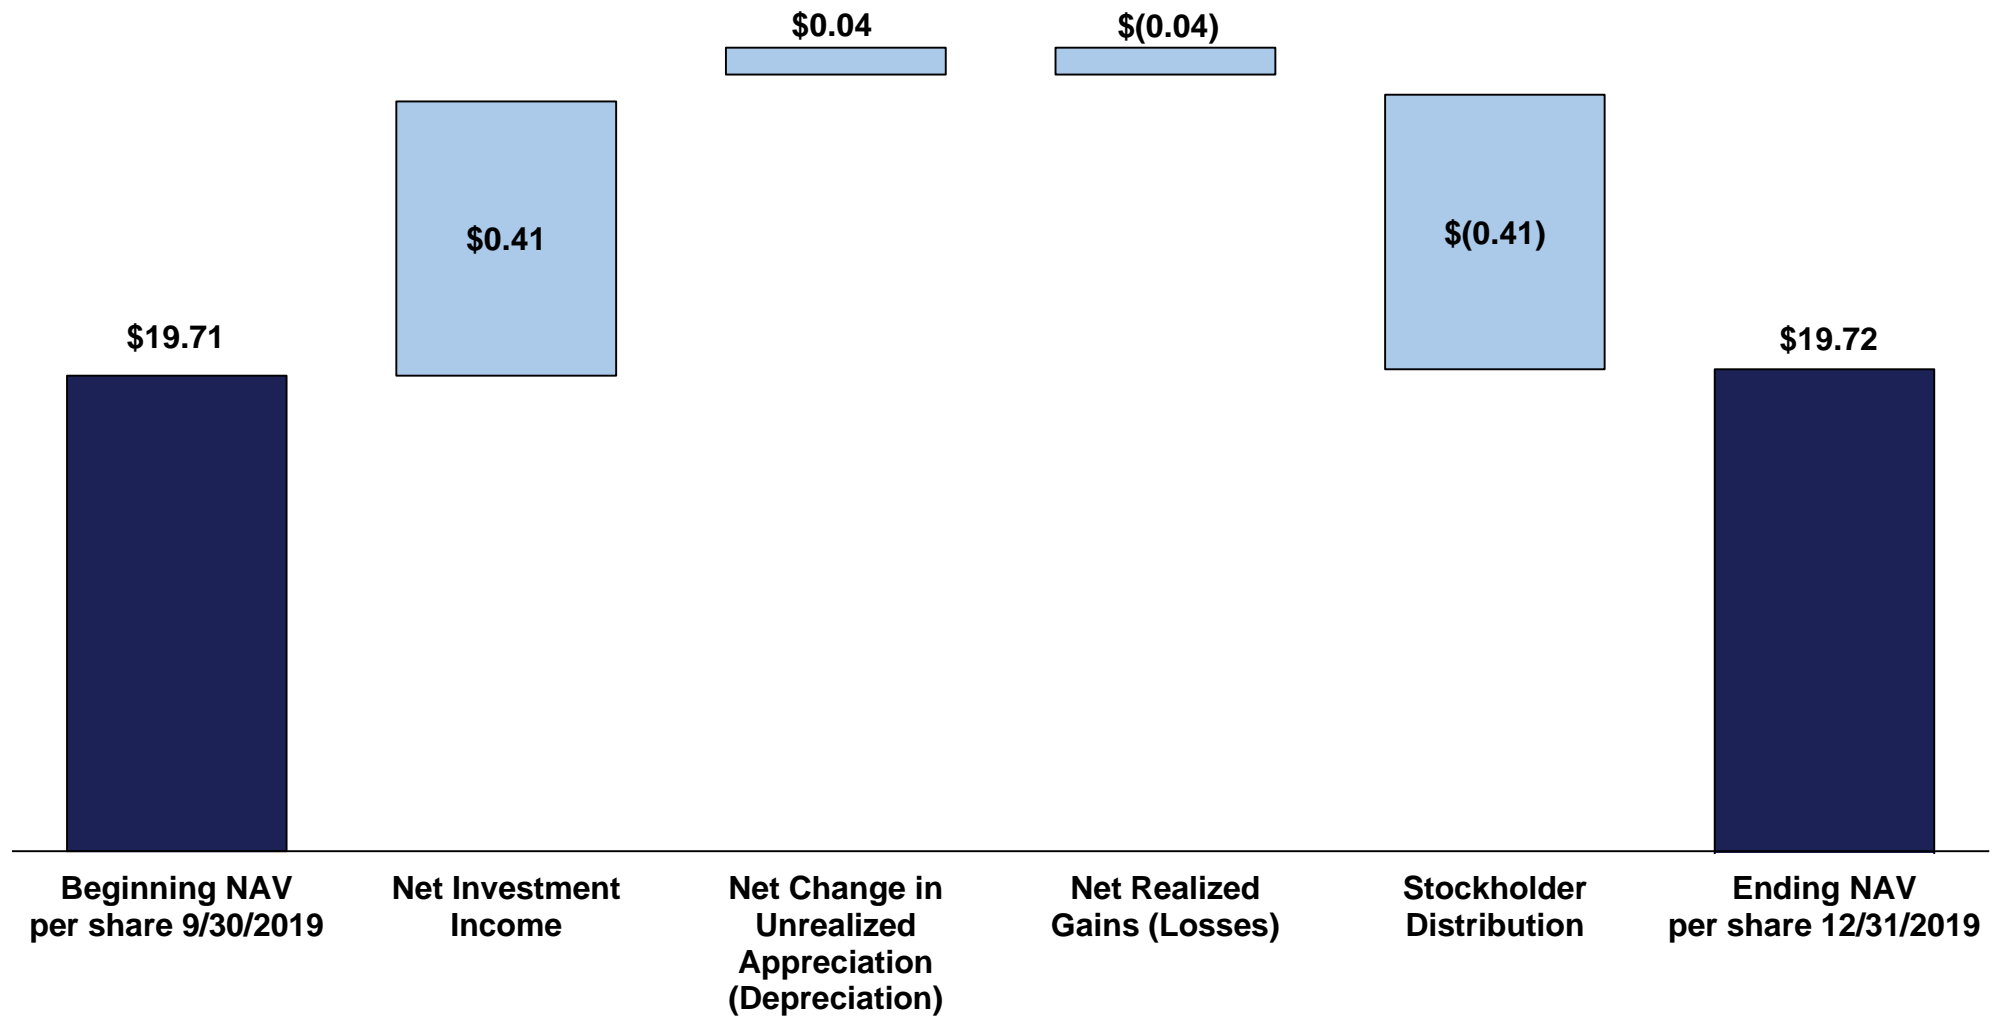 $0.04
$(0.04)
$0.41
$(0.41)
$19.71
$19.72
Beginning NAV
per share 9/30/2019
Net Investment
Income
Net Change in
Unrealized
Appreciation
(Depreciation)
Net Realized
Gains (Losses)
Stockholder
Distribution
Ending NAV
per share 12/31/2019